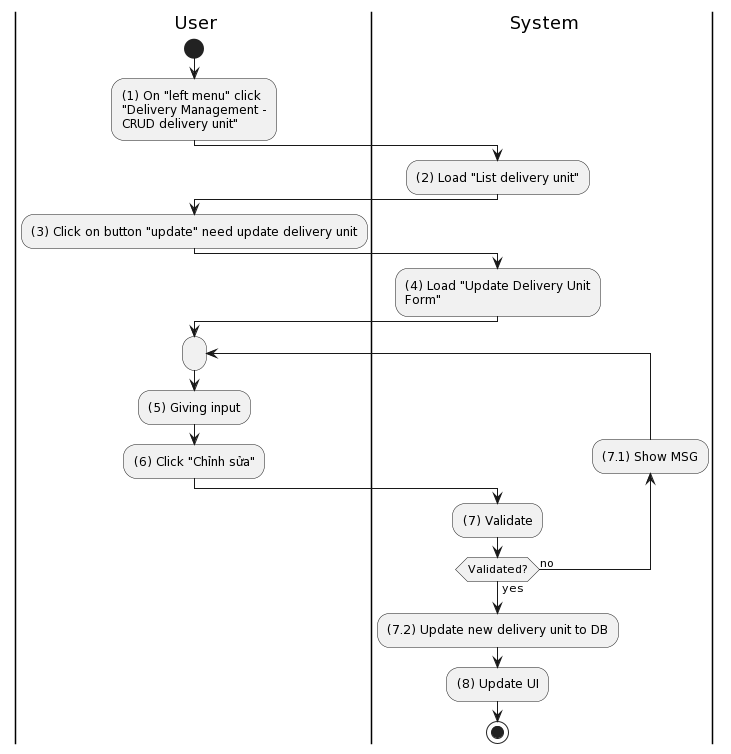 User
System
(1) On "left menu" click
"Delivery Management -
CRUD delivery unit"
(2) Load "List delivery unit"
(3) Click on button "update" need update delivery unit
(4) Load "Update Delivery Unit
Form"
(5) Giving input
(6) Click "Chỉnh sửa"
(7.1) Show MSG
(7) Validate
Validated?
no
yes
(7.2) Update new delivery unit to DB
(8) Update UI